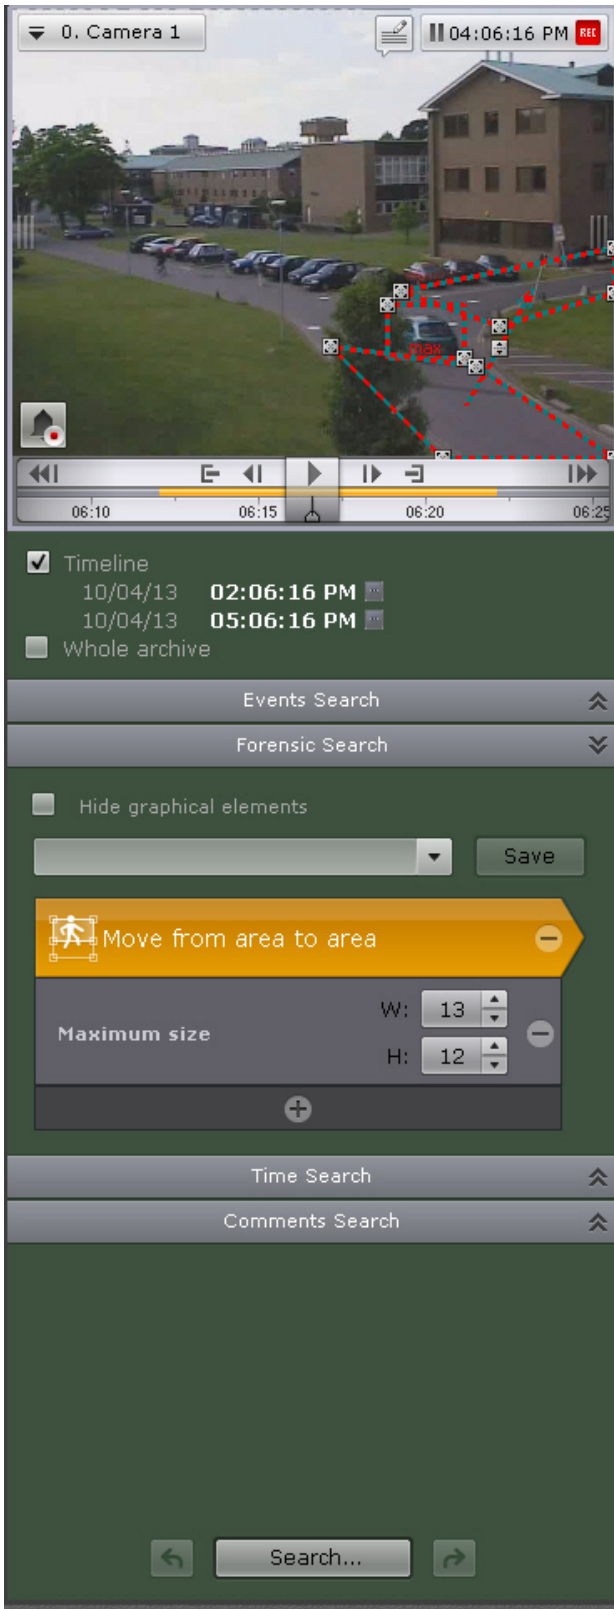 0. Camera 1
04:06:16 PM REC
max
06:10 06:15 06:20 06:25
Timeline
10/04/13 02:06:16 PM
10/04/13 05:06:16 PM
Whole archive
Events Search
Forensic Search
Hide graphical elements
Save
Move from area to area
Maximum size
W: 13
H: 12
Time Search
Comments Search
Search...